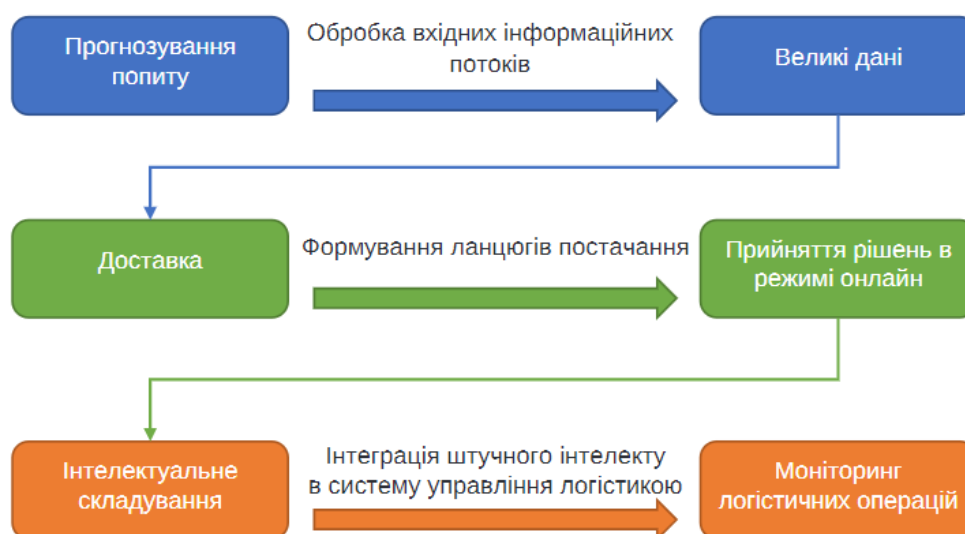 Прогнозування
попиту
Обробка вхідних інформаційних
потоків
Великі дані
Доставка
Формування ланцюгів постачання
Прийняття рішень в
режимі онлайн
Інтелектуальне
складування
Інтеграція штучного інтелекту
в систему управління логістикою
Моніторинг
логістичних операцій